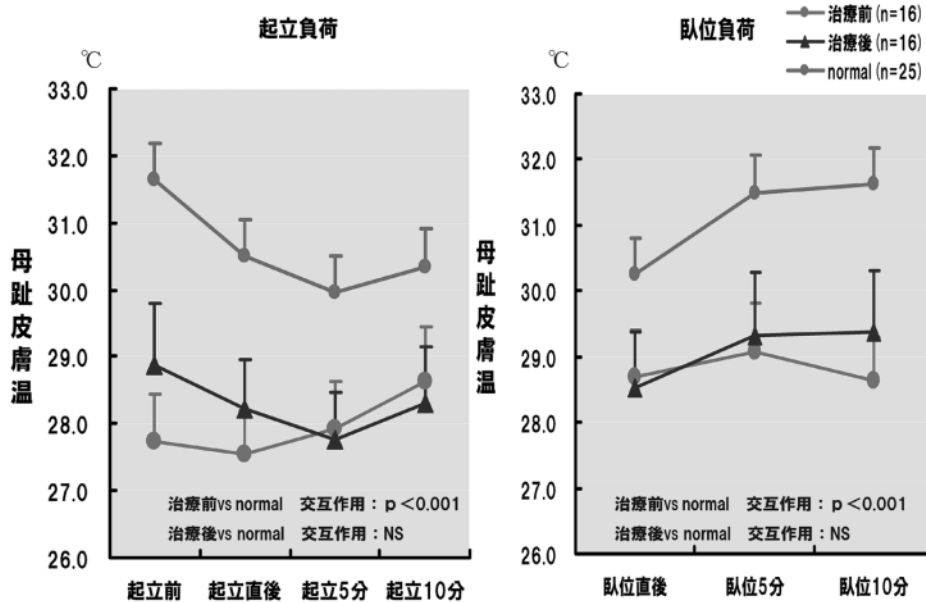 起立負荷
臥位負荷
治療前(n=16)
治療後(n=16)
normal(n=25)
℃
33.0
32.0
31.0
30.0
29.0
28.0
27.0
26.0
母趾皮膚温
治療前vs normal 交互作用：p＜0.001
治療後vs normal 交互作用：NS
起立前 起立直後 起立5分 起立10分
℃
33.0
32.0
31.0
30.0
29.0
28.0
27.0
26.0
母趾皮膚温
治療前vs normal 交互作用：p＜0.001
治療後vs normal 交互作用：NS
臥位直後 臥位5分 臥位10分